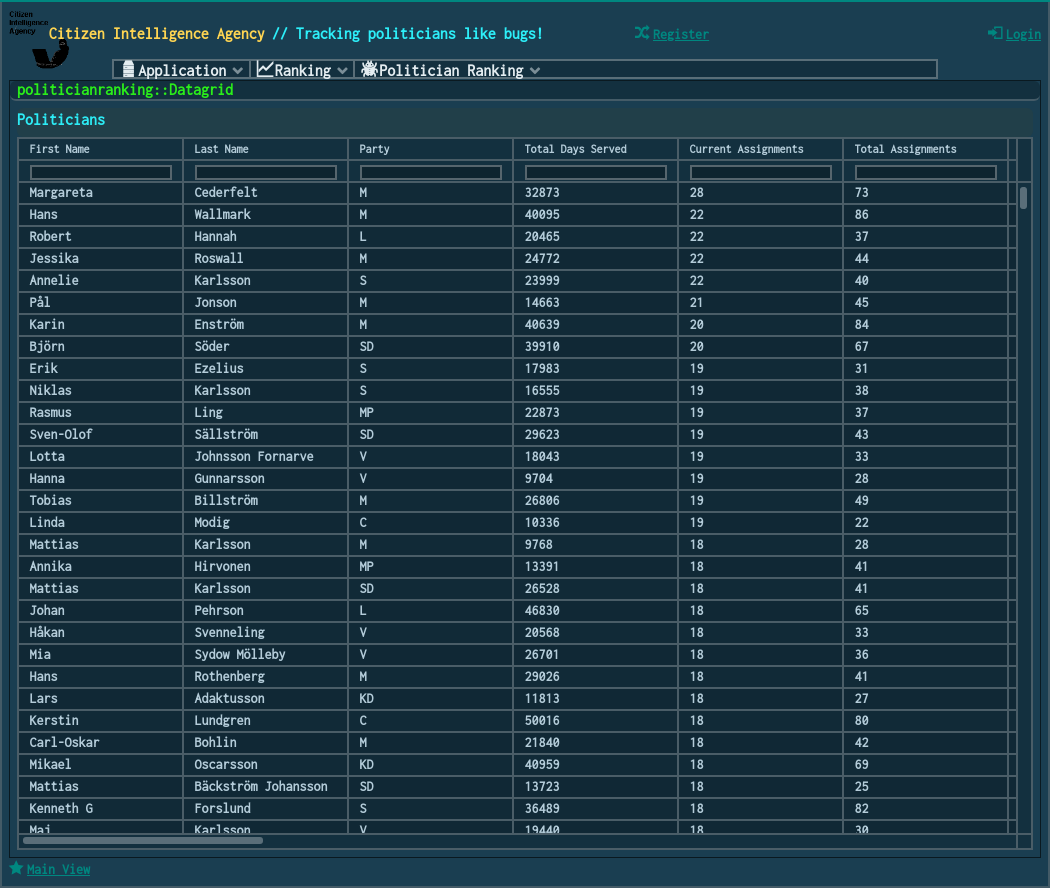 Citizen
Intelligence
Agency
Citizen Intelligence Agency // Tracking politicians like bugs!
Register
Login
Application Ranking Politician Ranking
politicianranking::Datagrid
Politicians
First Name Last Name Party Total Days Served Current Assignments Total Assignments
Margareta Cederfelt M 32873 28 73
Hans Wallmark M 40095 22 86
Robert Hannah L 20465 22 37
Jessika Roswall M 24772 22 44
Annelie Karlsson S 23999 22 40
Pål Jonson M 14663 21 45
Karin Enström M 40639 20 84
Björn Söder SD 39910 20 67
Erik Ezelius S 17983 19 31
Niklas Karlsson S 16555 19 38
Rasmus Ling MP 22873 19 37
Sven-Olof Sällström SD 29623 19 43
Lotta Johnsson Fornarve V 18043 19 33
Hanna Gunnarsson V 9704 19 28
Tobias Billström M 26806 19 49
Linda Modig C 10336 19 22
Mattias Karlsson M 9768 18 28
Annika Hirvonen MP 13391 18 41
Mattias Karlsson SD 26528 18 41
Johan Pehrson L 46830 18 65
Håkan Svenneling V 20568 18 33
Mia Sydow Mölleby V 26701 18 36
Hans Rothenberg M 29026 18 41
Lars Adaktusson KD 11813 18 27
Kerstin Lundgren C 50016 18 80
Carl-Oskar Bohlin M 21840 18 42
Mikael Oscarsson KD 40959 18 69
Mattias Bäckström Johansson SD 13723 18 25
Kenneth G Forslund S 36489 18 82
Maj Karlsson V 19440 18 30
Main View